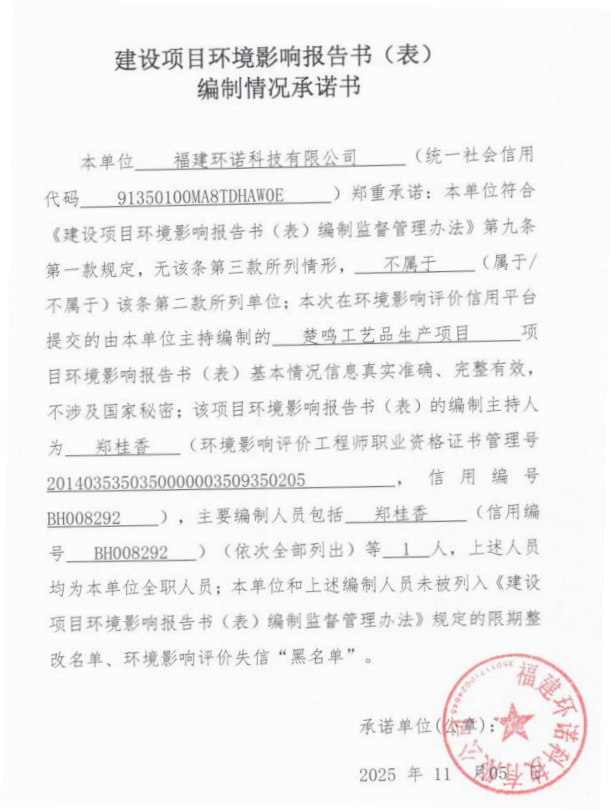 建设项目环境影响报告书（表）
编制情况承诺书
本单位 福建环诺科技有限公司 （统一社会信用
代码 91350100MA8TDHAW0E ）郑重承诺：本单位符合
《建设项目环境影响报告书（表）编制监督管理办法》第九条
第一款规定，无该条第三款所列情形， 不属于 （属于/
不属于）该条第二款所列单位；本次在环境影响评价信用平台
提交的由本单位主持编制的 楚鸣工艺品生产项目 项
目环境影响报告书（表）基本情况信息真实准确、完整有效，
不涉及国家秘密；该项目环境影响报告书（表）的编制主持人
为 郑桂香 （环境影响评价工程师职业资格证书管理号
2014035350350000003509350205 ，信用编号
BH008292 ），主要编制人员包括 郑桂香 （信用编
号 BH008292 ）（依次全部列出）等 1 人，上述人员
均为本单位全职人员；本单位和上述编制人员未被列入《建设
项目环境影响报告书（表）编制监督管理办法》规定的限期整
改名单、环境影响评价失信“黑名单”。
承诺单位(公章)：
2025 年 11 月05 日
福建环诺科技有限公司